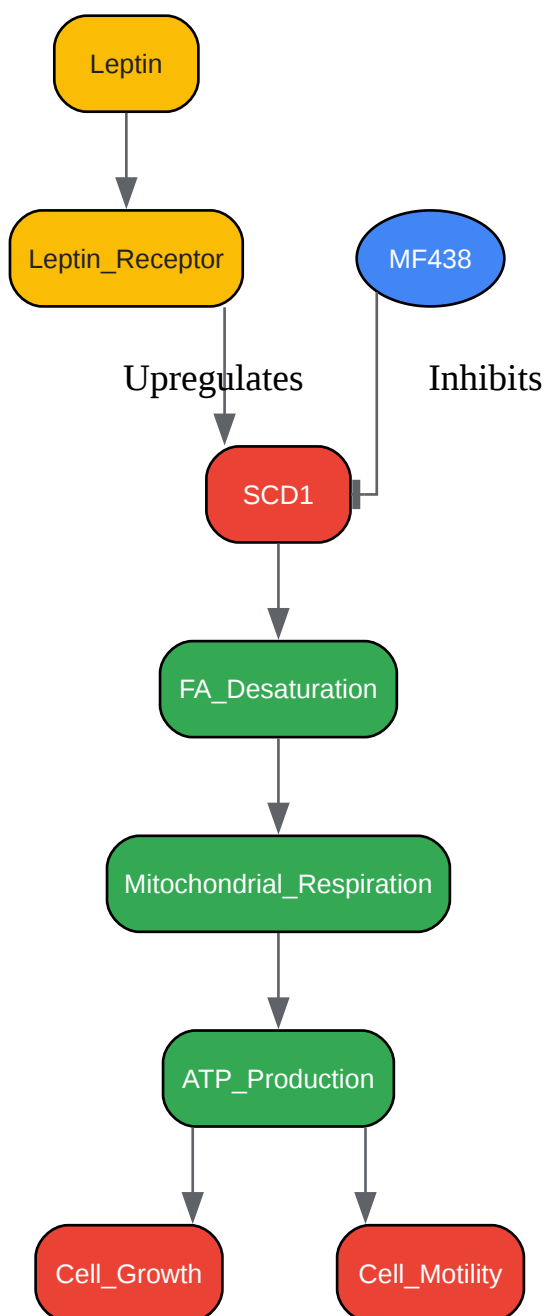 Leptin
Leptin_Receptor
MF438
Upregulates
Inhibits
SCD1
FA_Desaturation
Mitochondrial_Respiration
ATP_Production
Cell_Growth
Cell_Motility